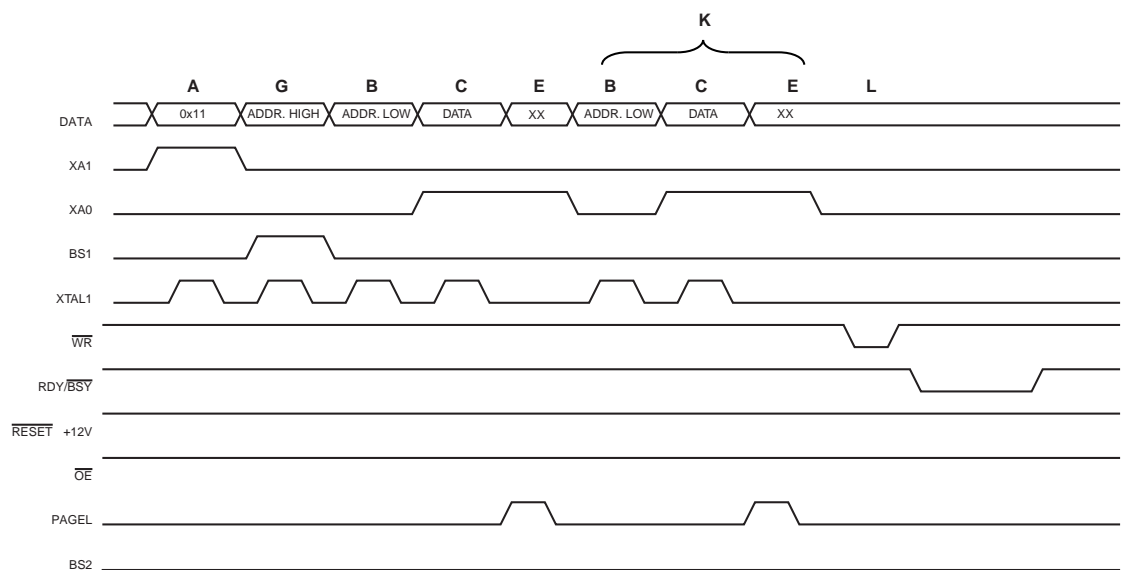 K
A G B C E B C E L
DATA 0x11 ADDR. HIGH ADDR. LOW DATA XX ADDR. LOW DATA XX
XA1
XA0
BS1
XTAL1
WR
RDY/BSY
RESET +12V
OE
PAGEL
BS2